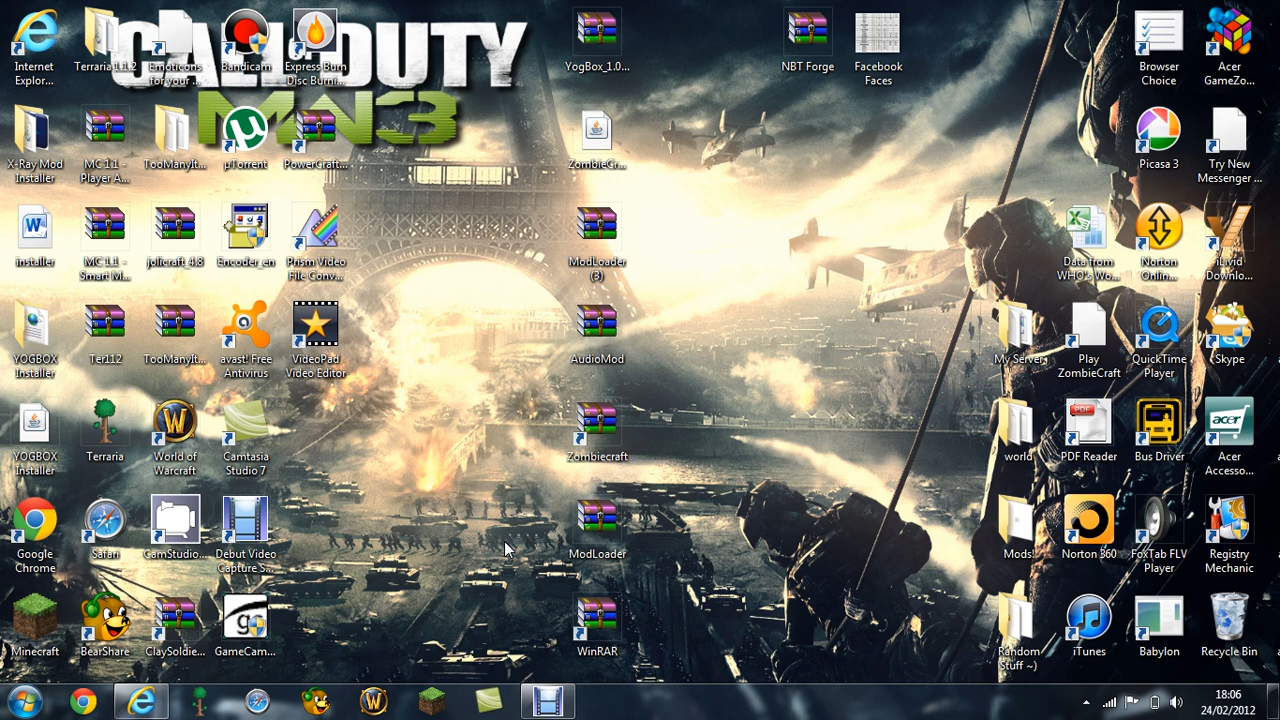 CALL OF DUTY
MW3
Internet
Explor...
Terraria1.1.2
Emoticons
for your ...
Bandicam
Express Burn
Disc Burni...
YogBox_1.0...
NBT Forge
Facebook
Faces
Browser
Choice
Acer
GameZo...
X-Ray Mod
Installer
MC 1.1 -
Player A...
TooManyIt...
µTorrent
PowerCraft...
ZombieCr...
Picasa 3
Try New
Messenger ...
installer
MC 1.1 -
Smart M...
jolicraft_4.8
Encoder_en
Prism Video
File Conv...
ModLoader
(3)
Data from
WHO's Wo...
Norton
Onlin...
iLivid
Downlo...
YOGBOX
Installer
Ter112
TooManyIt...
avast! Free
Antivirus
VideoPad
Video Editor
AudioMod
My Server
Play
ZombieCraft
QuickTime
Player
Skype
YOGBOX
Installer
Terraria
World of
Warcraft
Camtasia
Studio 7
Zombiecraft
world
PDF
PDF Reader
Bus Driver
acer
Acer
Accesso...
Google
Chrome
Safari
CamStudio...
Debut Video
Capture S...
ModLoader
Mods!
Norton 360
FoxTab FLV
Player
Registry
Mechanic
Minecraft
BearShare
ClaySoldie...
g
GameCam...
WinRAR
Random
Stuff ~)
iTunes
Babylon
Recycle Bin
18:06
24/02/2012